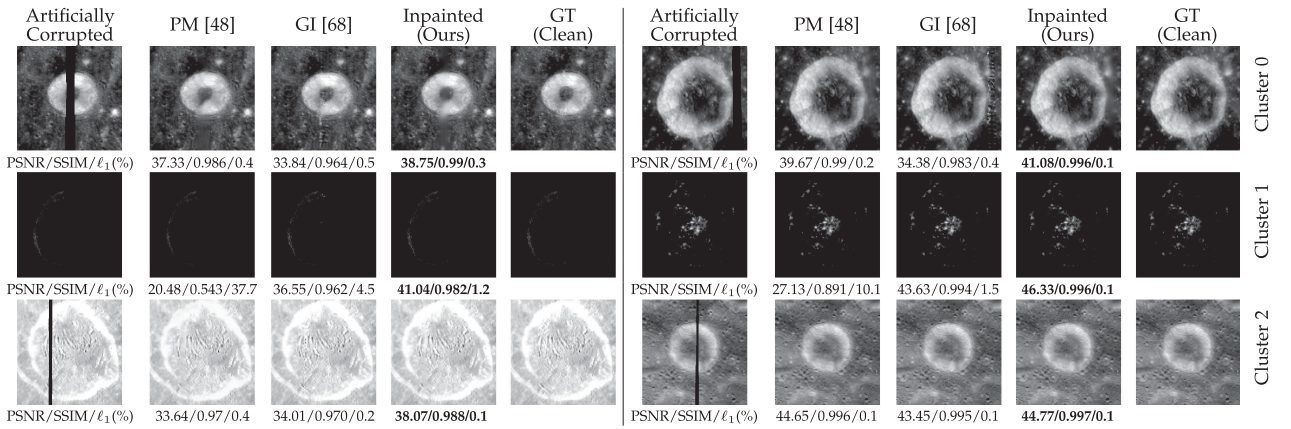 Artificially Corrupted PM [48] GI [68] Inpainted (Ours) GT (Clean) Artificially Corrupted PM [48] GI [68] Inpainted (Ours) GT (Clean)
Cluster 0
PSNR/SSIM/ℓ1(%) 37.33/0.986/0.4 33.84/0.964/0.5 38.75/0.99/0.3 PSNR/SSIM/ℓ1(%) 39.67/0.99/0.2 34.38/0.983/0.4 41.08/0.996/0.1
Cluster 1
PSNR/SSIM/ℓ1(%) 20.48/0.543/37.7 36.55/0.962/4.5 41.04/0.982/1.2 PSNR/SSIM/ℓ1(%) 27.13/0.891/10.1 43.63/0.994/1.5 46.33/0.996/0.1
Cluster 2
PSNR/SSIM/ℓ1(%) 33.64/0.97/0.4 34.01/0.970/0.2 38.07/0.988/0.1 PSNR/SSIM/ℓ1(%) 44.65/0.996/0.1 43.45/0.995/0.1 44.77/0.997/0.1